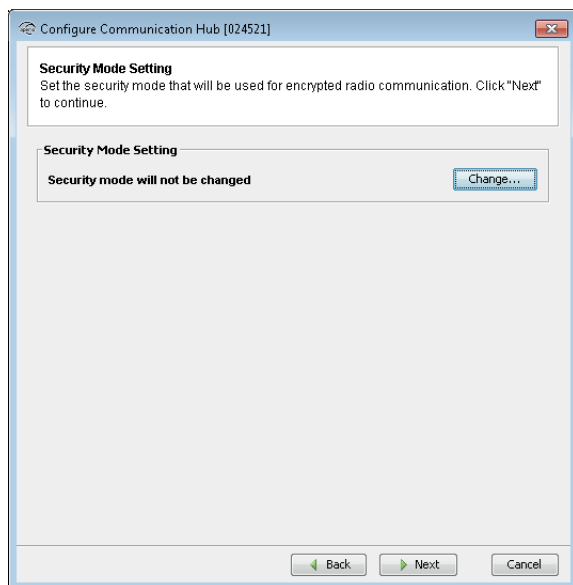 Configure Communication Hub [024521]
Security Mode Setting
Set the security mode that will be used for encrypted radio communication. Click "Next"
to continue.
Security Mode Setting
Security mode will not be changed
Change...
Back
Next
Cancel